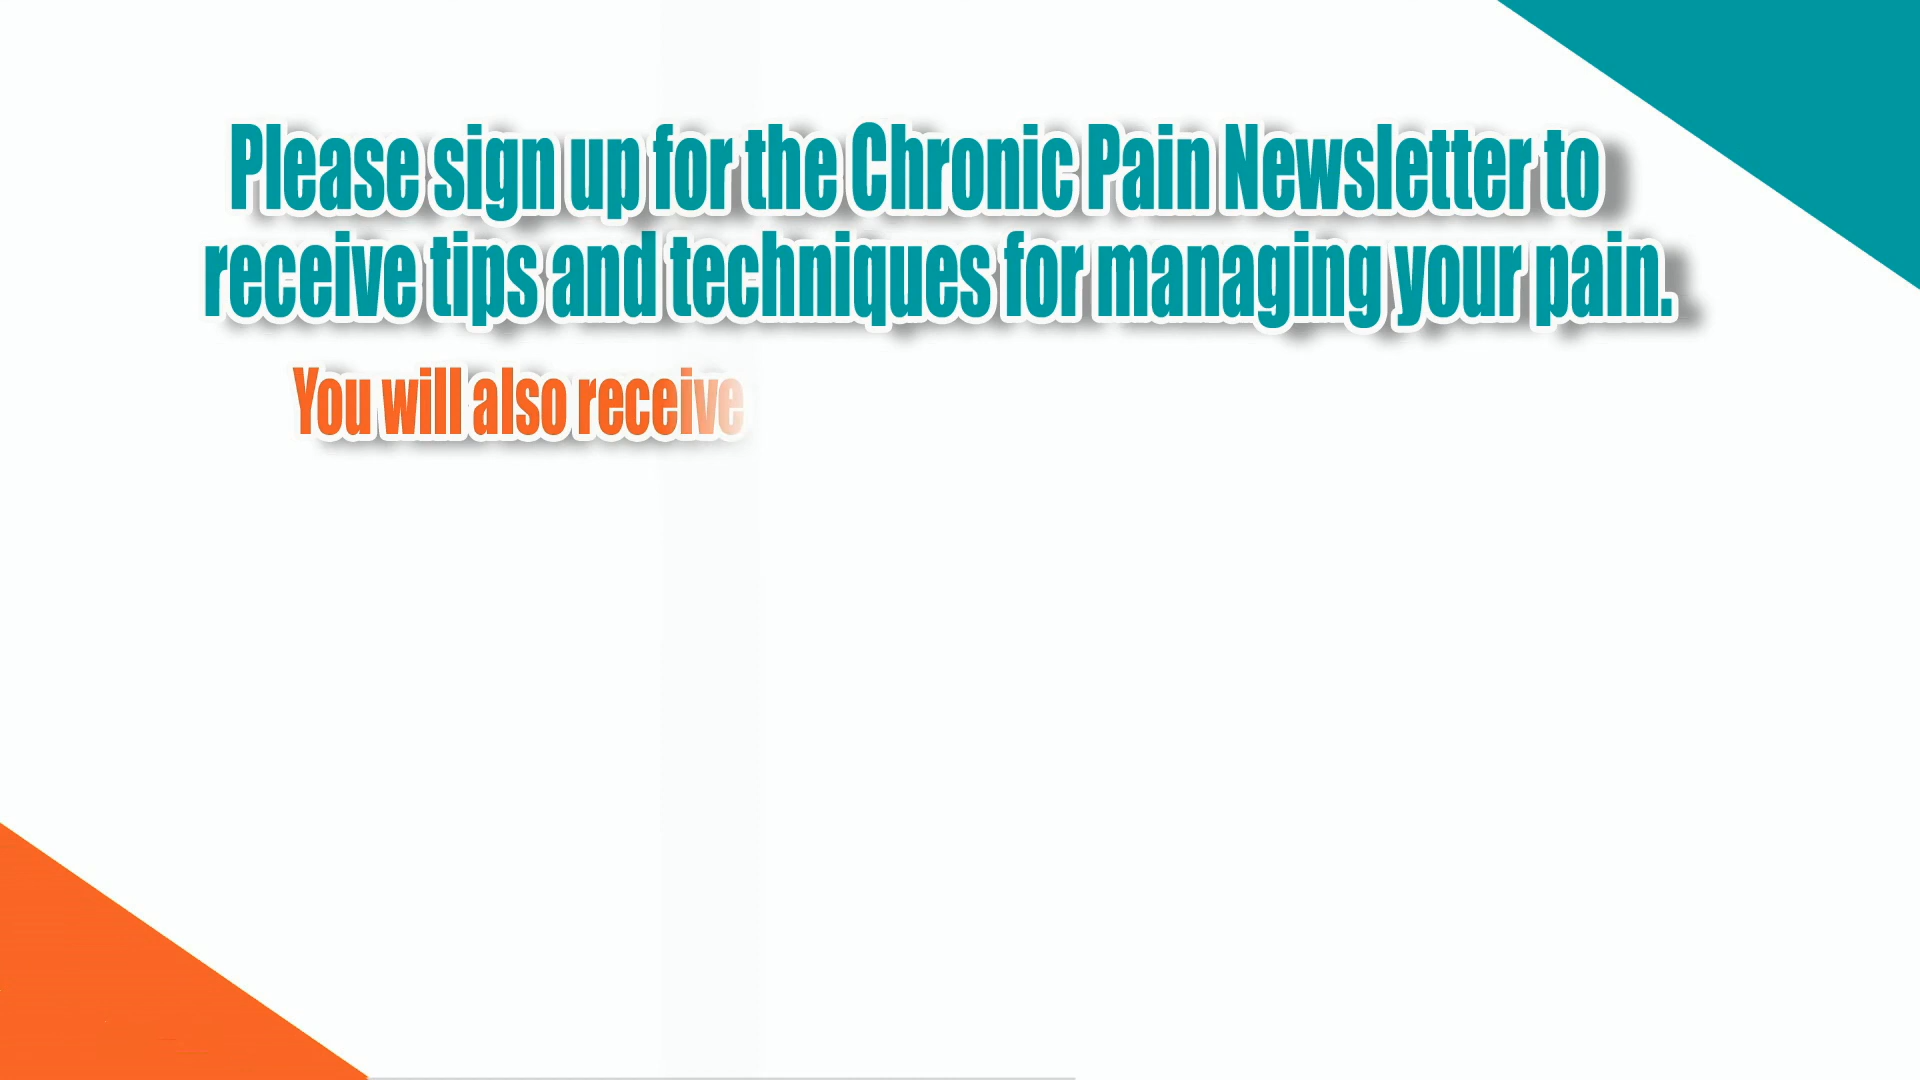 Please sign up for the Chronic Pain Newsletter to
receive tips and techniques for managing your pain.
You will also receive